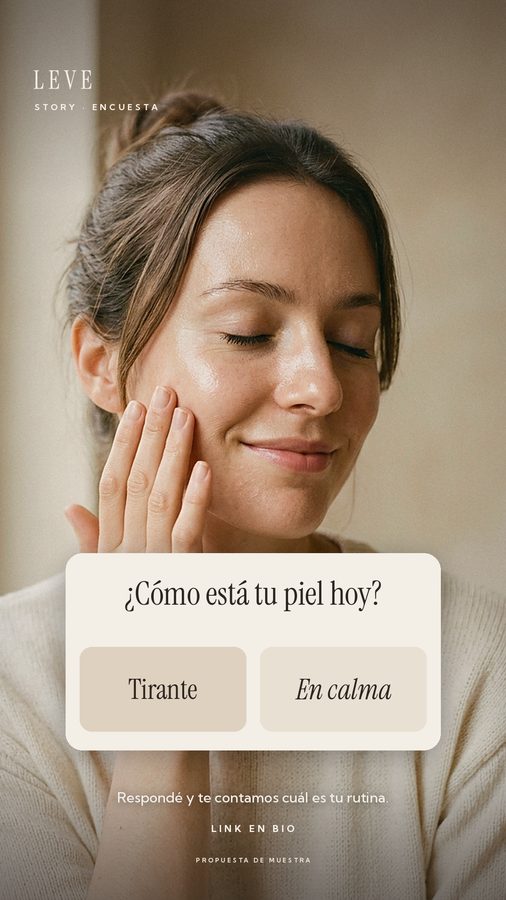 LEVE
STORY · ENCUESTA
¿Cómo está tu piel hoy?
Tirante
En calma
Respondé y te contamos cuál es tu rutina.
LINK EN BIO
PROPUESTA DE MUESTRA